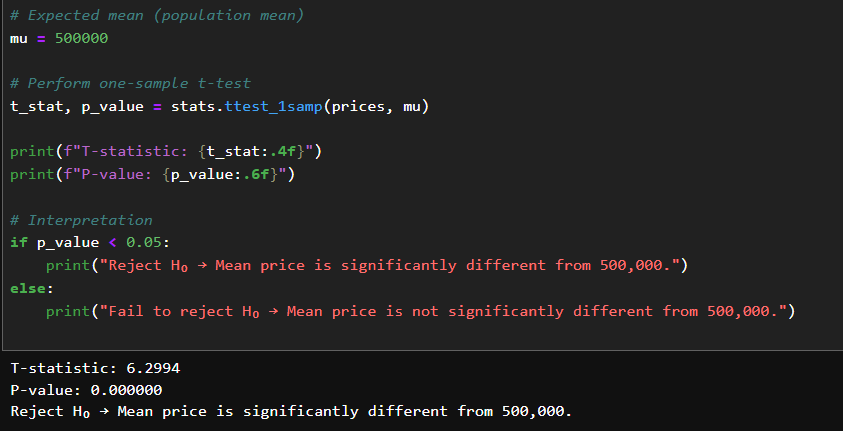 # Expected mean (population mean)
mu = 500000
# Perform one-sample t-test
t_stat, p_value = stats.ttest_1samp(prices, mu)
print(f"T-statistic: {t_stat:.4f}")
print(f"P-value: {p_value:.6f}")
# Interpretation
if p_value < 0.05:
    print("Reject H₀ → Mean price is significantly different from 500,000.")
else:
    print("Fail to reject H₀ → Mean price is not significantly different from 500,000.")
T-statistic: 6.2994
P-value: 0.000000
Reject H₀ → Mean price is significantly different from 500,000.